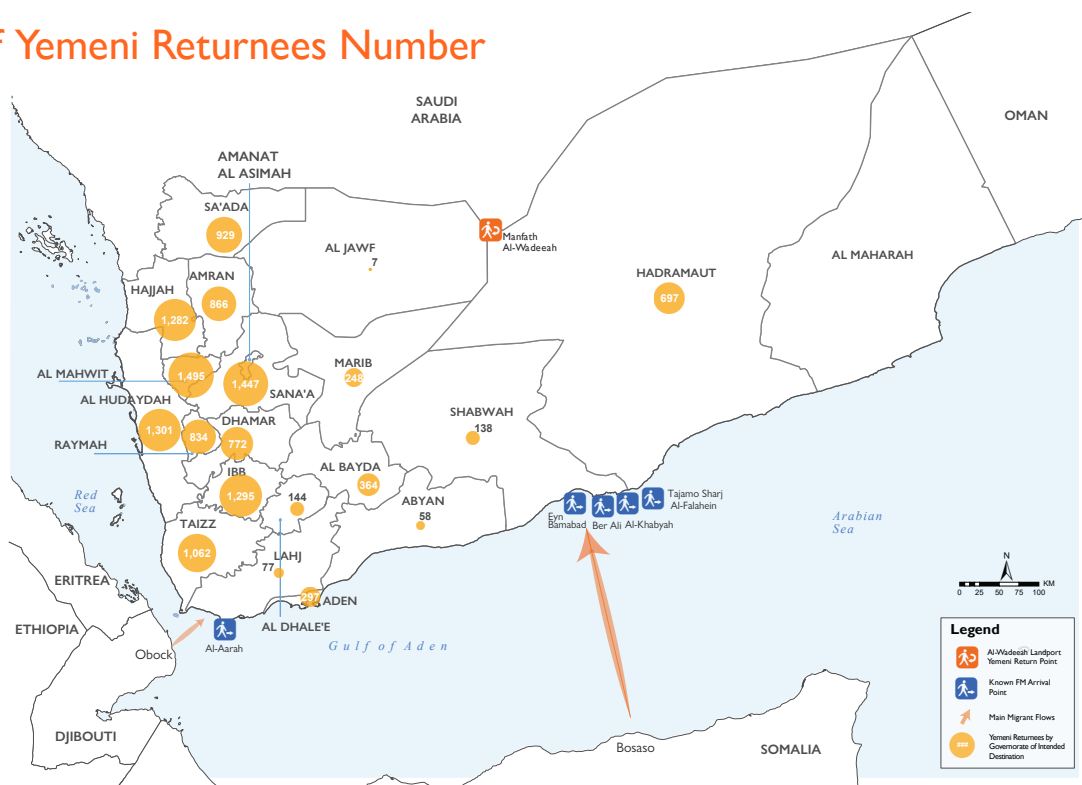 f Yemeni Returnees Number
SAUDI
ARABIA
OMAN
AMANAT
AL ASIMAH
SA'ADA
929
AL JAWF
7
Manfath
Al-Wadeeah
AL MAHARAH
HADRAMAUT
697
AMRAN
866
HAJJAH
1,282
MARIB
248
AL MAHWIT
1,495
1,447
SANA'A
AL HUDAYDAH
1,301
834
DHAMAR
772
SHABWAH
138
RAYMAH
IBB
1,295
AL BAYDA
364
144
ABYAN
58
Red
Sea
TAIZZ
1,062
LAHJ
77
297
ADEN
AL DHALE'E
Eyn
Bamabad
Ber Ali
Al-Khabyah
Tajamo Sharj
Al-Falahein
Arabian
Sea
ERITREA
ETHIOPIA
Obock
Al-Aarah
Gulf of Aden
DJIBOUTI
Bosaso
SOMALIA
N
0 25 50 75 100 KM
Legend
Al-Wadeeah Landport
Yemeni Return Point
Known FM Arrival
Point
Main Migrant Flows
###
Yemeni Returnees by
Governorate of Intended
Destination